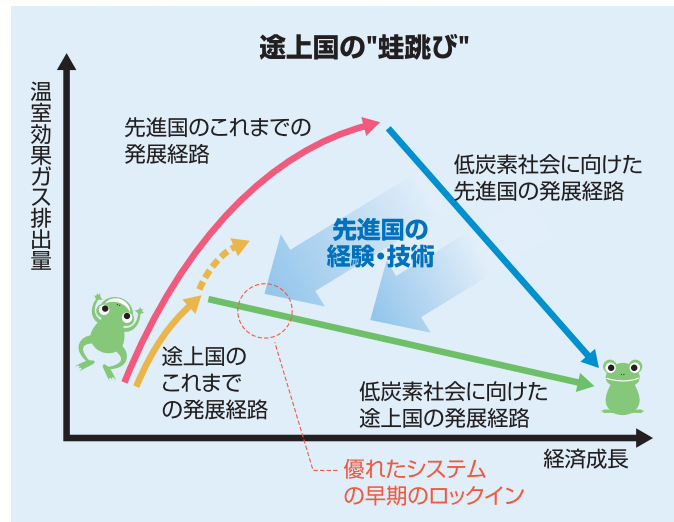 途上国の"蛙跳び"
温室効果ガス排出量
先進国のこれまでの
発展経路
低炭素社会に向けた
先進国の発展経路
先進国の
経験・技術
途上国の
これまで
の発展経路
低炭素社会に向けた
途上国の発展経路
経済成長
優れたシステム
の早期のロックイン